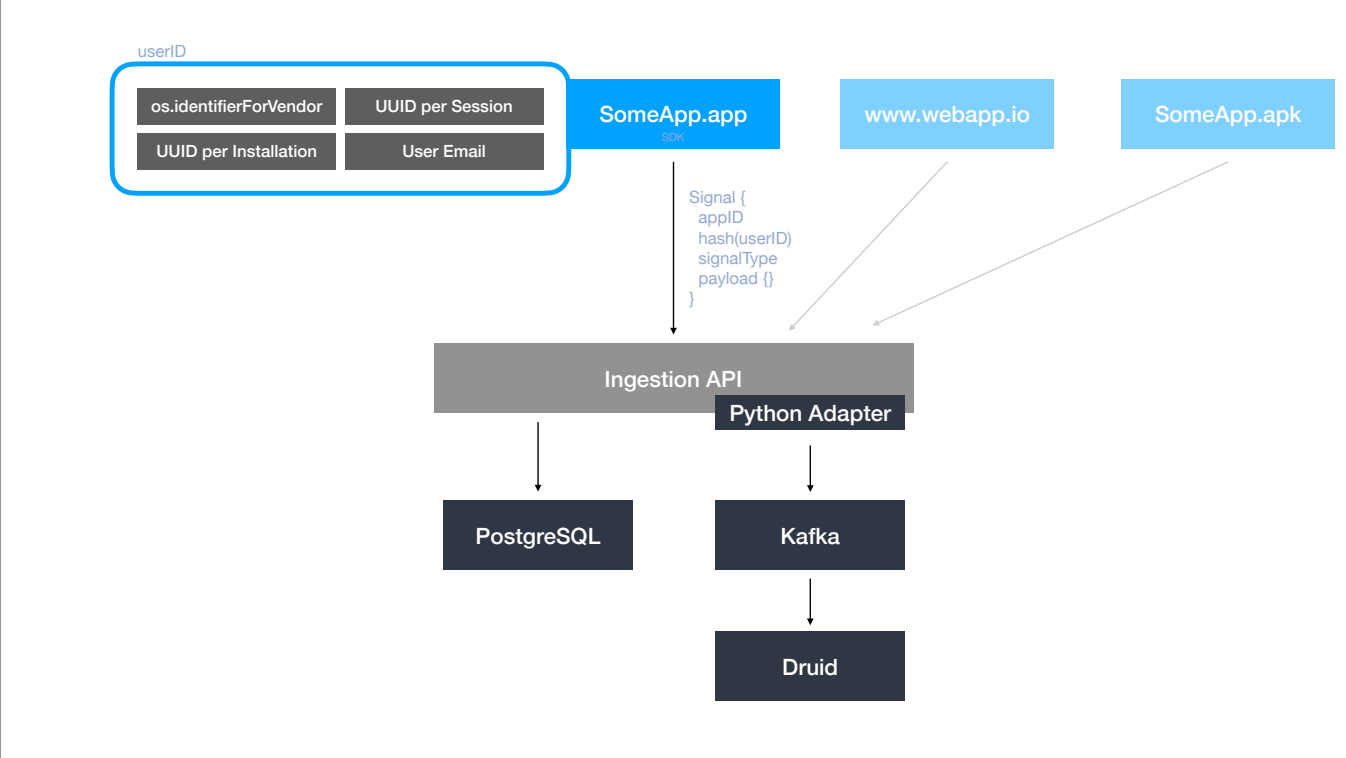 userID
os.identifierForVendor
UUID per Session
UUID per Installation
User Email
SomeApp.app
SDK
www.webapp.io
SomeApp.apk
Signal {
appID
hash(userID)
signalType
payload {}
}
Ingestion API
Python Adapter
PostgreSQL
Kafka
Druid